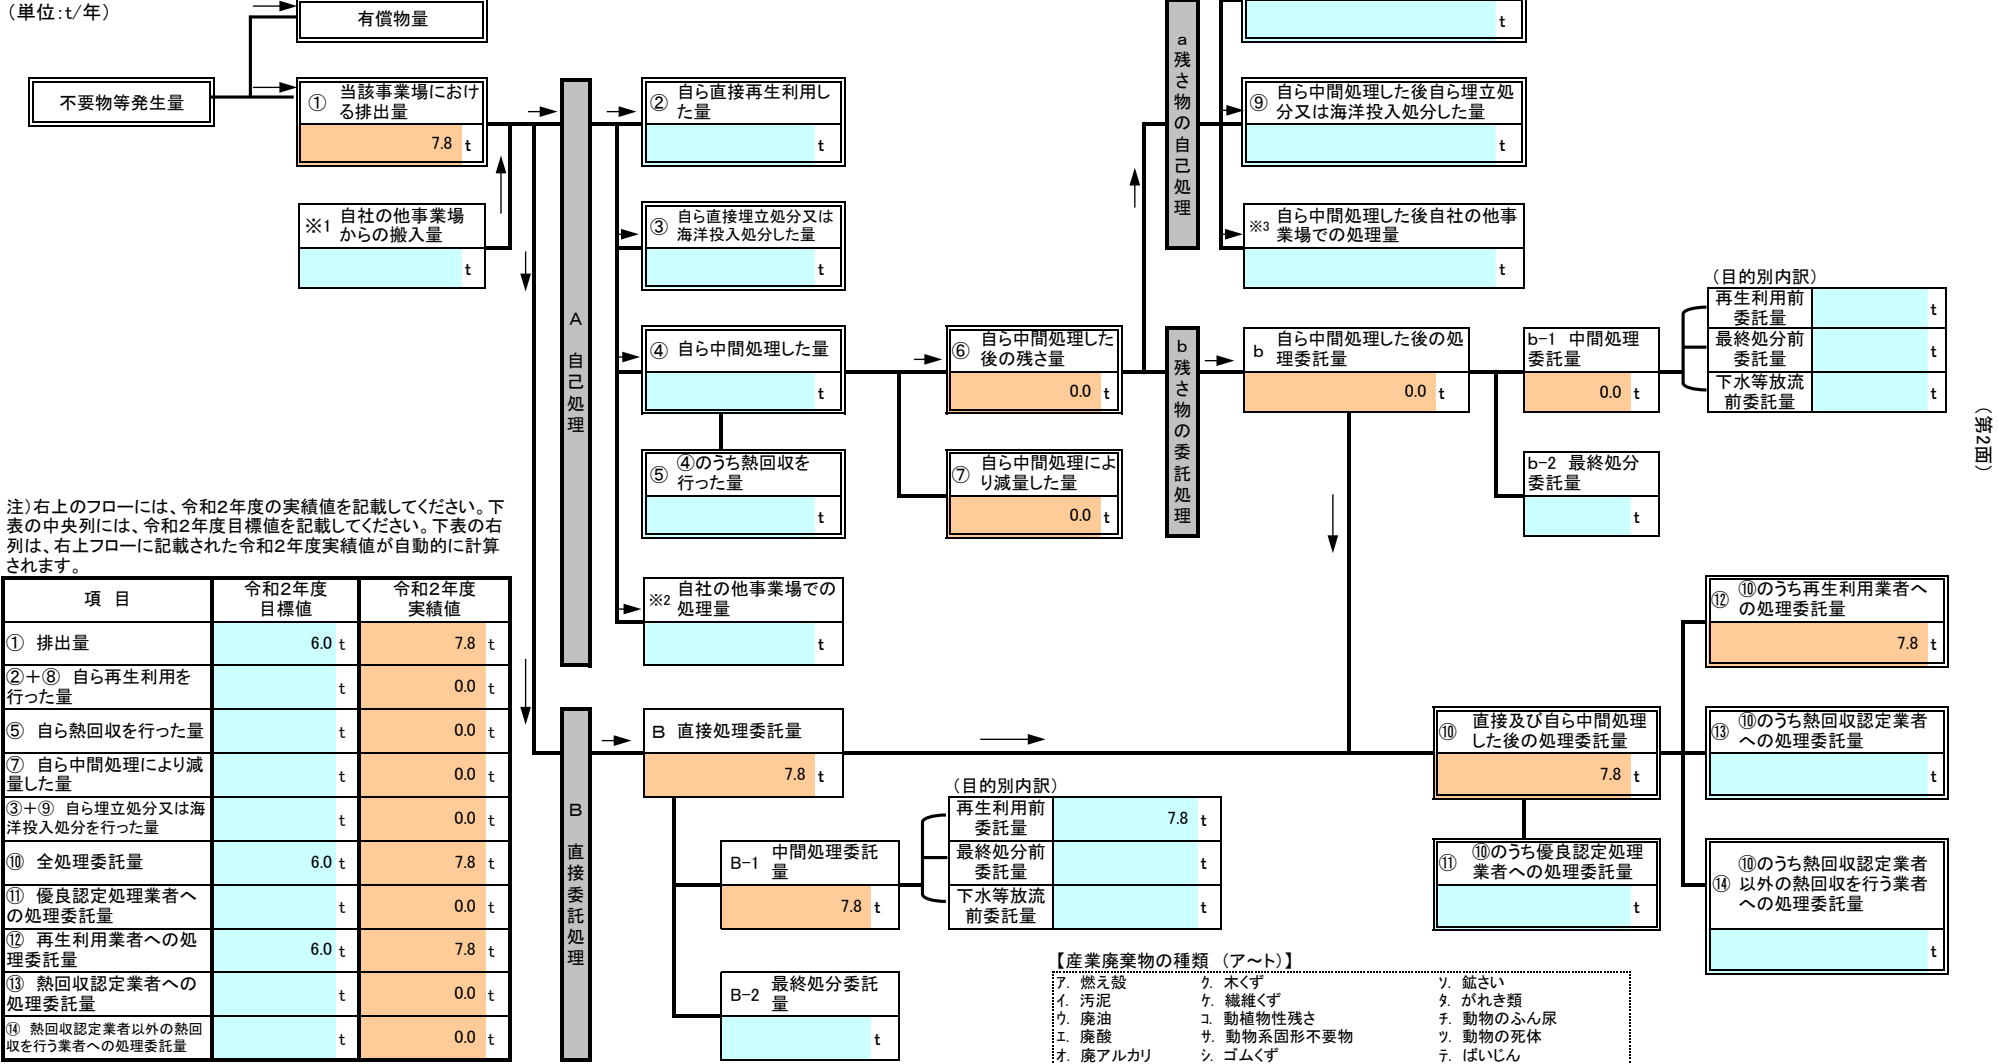 （単位：t/年）
有償物量
不要物等発生量
① 当該事業場におけ
る排出量
7.8 t
※1 自社の他事業場
からの搬入量
t
A 自己処理
② 自ら直接再生利用し
た量
t
③ 自ら直接埋立処分又は
海洋投入処分した量
t
④ 自ら中間処理した量
t
⑤ ④のうち熱回収を
行った量
t
※2 自社の他事業場での
処理量
t
⑥ 自ら中間処理した
後の残さ量
0.0 t
⑦ 自ら中間処理によ
り減量した量
0.0 t
a 残さ物の自己処理
t
⑨ 自ら中間処理した後自ら埋立処
分又は海洋投入処分した量
t
※3 自ら中間処理した後自社の他事
業場での処理量
t
b 残さ物の委託処理
b 自ら中間処理した後の処
理委託量
0.0 t
b-1 中間処理
委託量
0.0 t
（目的別内訳）
再生利用前
委託量
t
最終処分前
委託量
t
下水等放流
前委託量
t
b-2 最終処分
委託量
t
（第2面）
注）右上のフローには、令和2年度の実績値を記載してください。下
表の中央列には、令和2年度目標値を記載してください。下表の右
列は、右上フローに記載された令和2年度実績値が自動的に計算
されます。
項 目 令和2年度 目標値 令和2年度 実績値
① 排出量 6.0 t 7.8 t
②＋⑧ 自ら再生利用を
行った量 t 0.0 t
⑤ 自ら熱回収を行った量 t 0.0 t
⑦ 自ら中間処理により減
量した量 t 0.0 t
③＋⑨ 自ら埋立処分又は海
洋投入処分を行った量 t 0.0 t
⑩ 全処理委託量 6.0 t 7.8 t
⑪ 優良認定処理業者へ
の処理委託量 t 0.0 t
⑫ 再生利用業者への処
理委託量 6.0 t 7.8 t
⑬ 熱回収認定業者への
処理委託量 t 0.0 t
⑭ 熱回収認定業者以外の熱回
収を行う業者への処理委託量 t 0.0 t
B 直接委託処理
B 直接処理委託量
7.8 t
B-1 中間処理委託
量
7.8 t
（目的別内訳）
再生利用前
委託量
7.8 t
最終処分前
委託量
t
下水等放流
前委託量
t
B-2 最終処分委託
量
t
⑩ 直接及び自ら中間処理
した後の処理委託量
7.8 t
⑪ ⑩のうち優良認定処理
業者への処理委託量
t
⑫ ⑩のうち再生利用業者へ
の処理委託量
7.8 t
⑬ ⑩のうち熱回収認定業者
への処理委託量
t
⑭ ⑩のうち熱回収認定業者
以外の熱回収を行う業者
への処理委託量
t
【産業廃棄物の種類 （ア～ト）】
ア. 燃え殻 ク. 木くず ソ. 鉱さい
イ. 汚泥 ケ. 繊維くず タ. がれき類
ウ. 廃油 コ. 動植物性残さ チ. 動物のふん尿
エ. 廃酸 サ. 動物系固形不要物 ツ. 動物の死体
オ. 廃アルカリ シ. ゴムくず テ. ばいじん